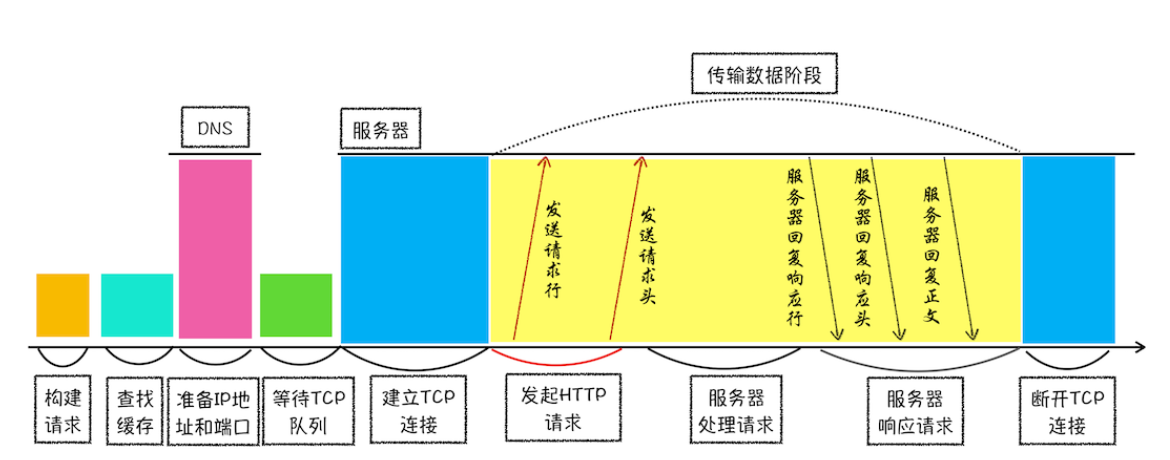 传输数据阶段
DNS
服务器
发送请求行
发送请求头
服务器回复响应行
服务器回复响应头
服务器回复正文
构建
请求
查找
缓存
准备IP地
址和端口
等待TCP
队列
建立TCP
连接
发起HTTP
请求
服务器
处理请求
服务器
响应请求
断开TCP
连接